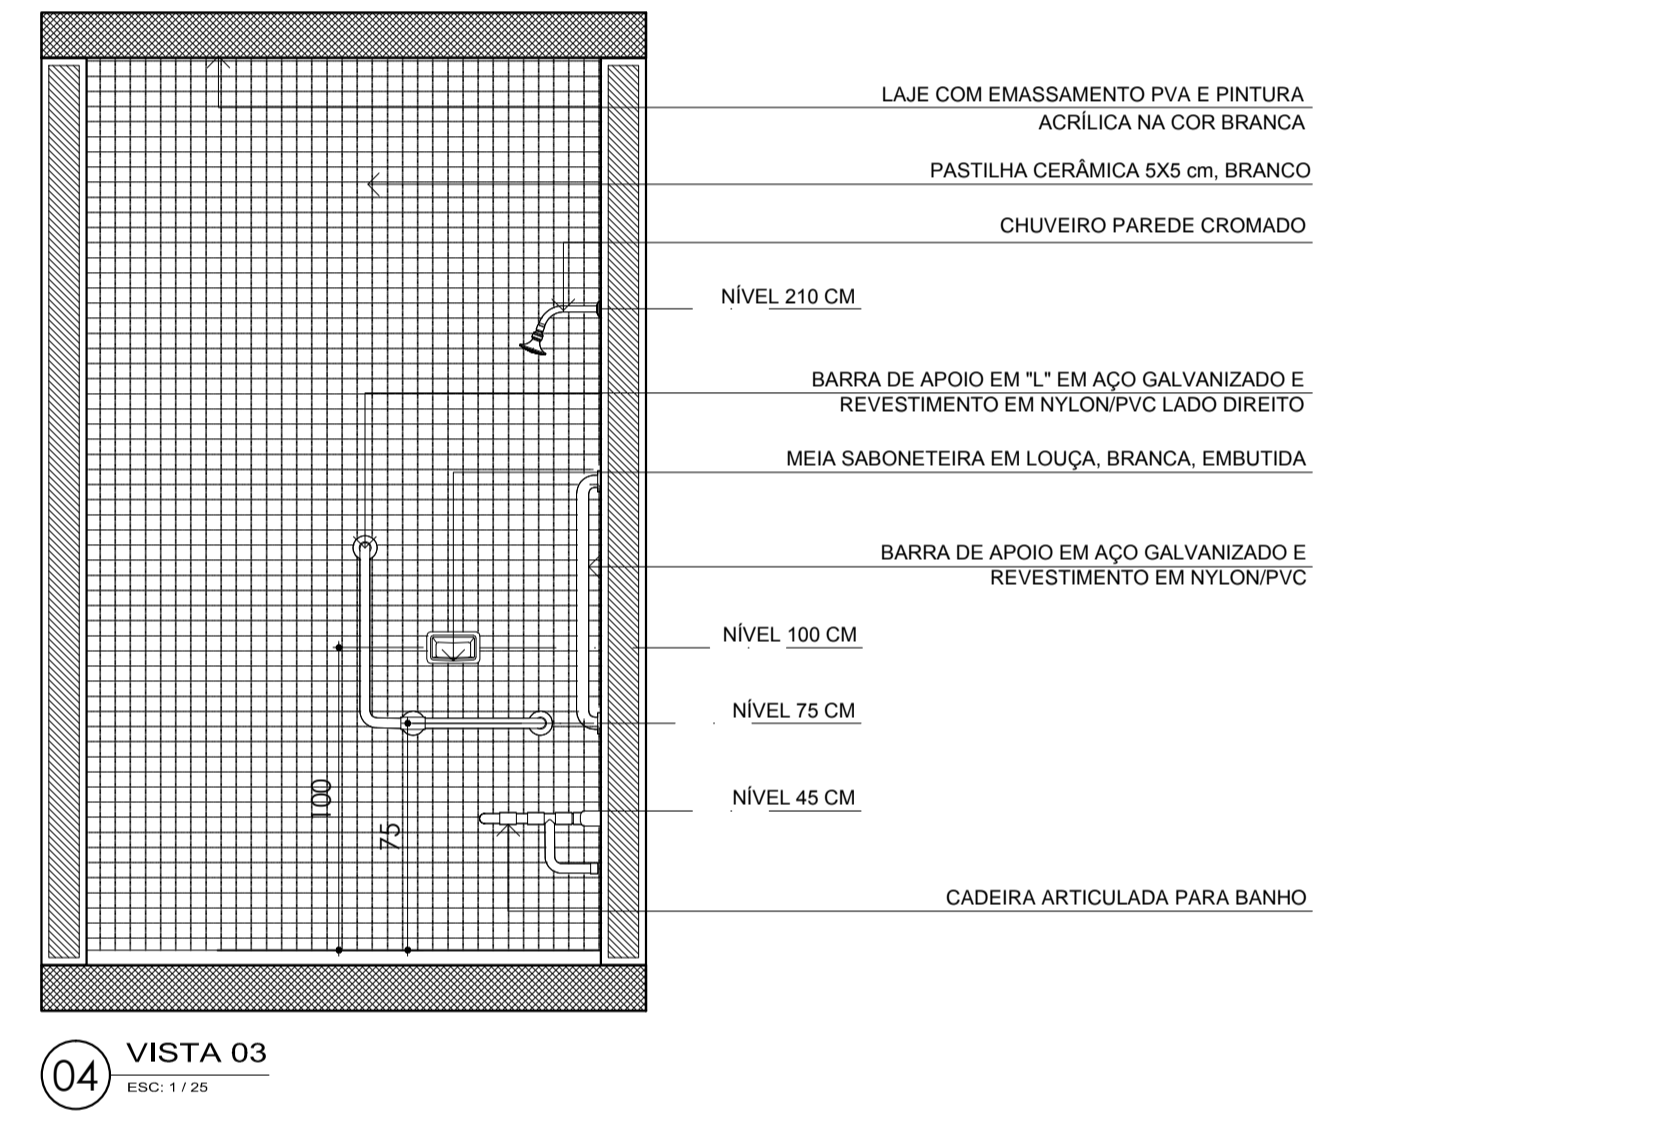 LAJE COM EMASSAMENTO PVA E PINTURA
ACRÍLICA NA COR BRANCA
PASTILHA CERÂMICA 5X5 cm, BRANCO
CHUVEIRO PAREDE CROMADO
NÍVEL 210 CM
BARRA DE APOIO EM "L" EM AÇO GALVANIZADO E
REVESTIMENTO EM NYLON/PVC LADO DIREITO
MEIA SABONETEIRA EM LOUÇA, BRANCA, EMBUTIDA
BARRA DE APOIO EM AÇO GALVANIZADO E
REVESTIMENTO EM NYLON/PVC
NÍVEL 100 CM
NÍVEL 75 CM
NÍVEL 45 CM
100
75
CADEIRA ARTICULADA PARA BANHO
04
VISTA 03
ESC: 1 / 25